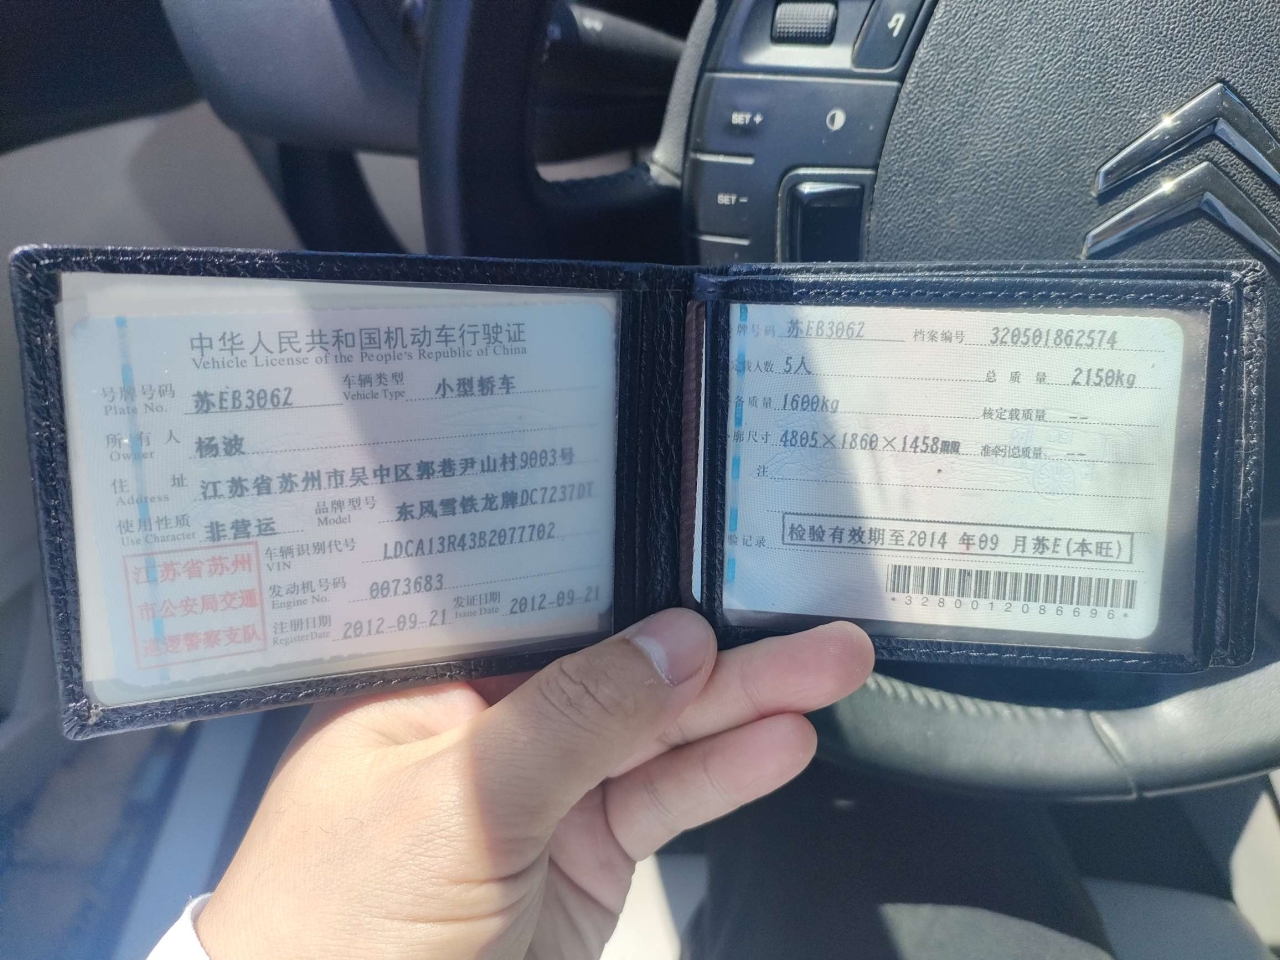 SET +
SET −
中华人民共和国机动车行驶证
Vehicle License of the People's Republic of China
号牌号码 苏EB306Z 车辆类型 小型轿车
Plate No. Vehicle Type
所有人 杨波
Owner
住址 江苏省苏州市吴中区郭巷尹山村9003号
Address
使用性质 非营运 品牌型号 东风雪铁龙牌DC7237DT
Use Character Model
江苏省苏州
市公安局交通
巡逻警察支队
车辆识别代号 LDCA13R43B2077702
VIN
发动机号码 0073683
Engine No.
注册日期 2012-09-21 发证日期 2012-09-21
Register Date Issue Date
牌号码 苏EB306Z 档案编号 320501862574
载人数 5人 总质量 2150kg
备质量 1600kg 核定载质量 --
廓尺寸 4805×1860×1458mm 准牵引总质量 --
注
验记录 检验有效期至2014年09月苏E(本旺)
*3280012086696*